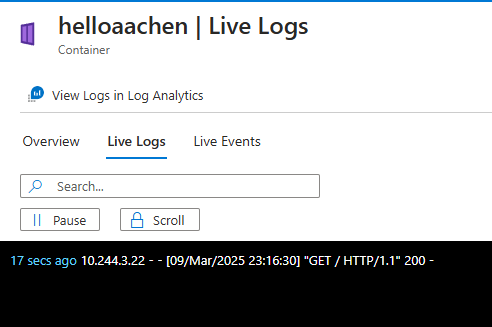 helloaachen | Live Logs
Container
View Logs in Log Analytics
Overview Live Logs Live Events
Search...
Pause Scroll
17 secs ago 10.244.3.22 - - [09/Mar/2025 23:16:30] "GET / HTTP/1.1" 200 -